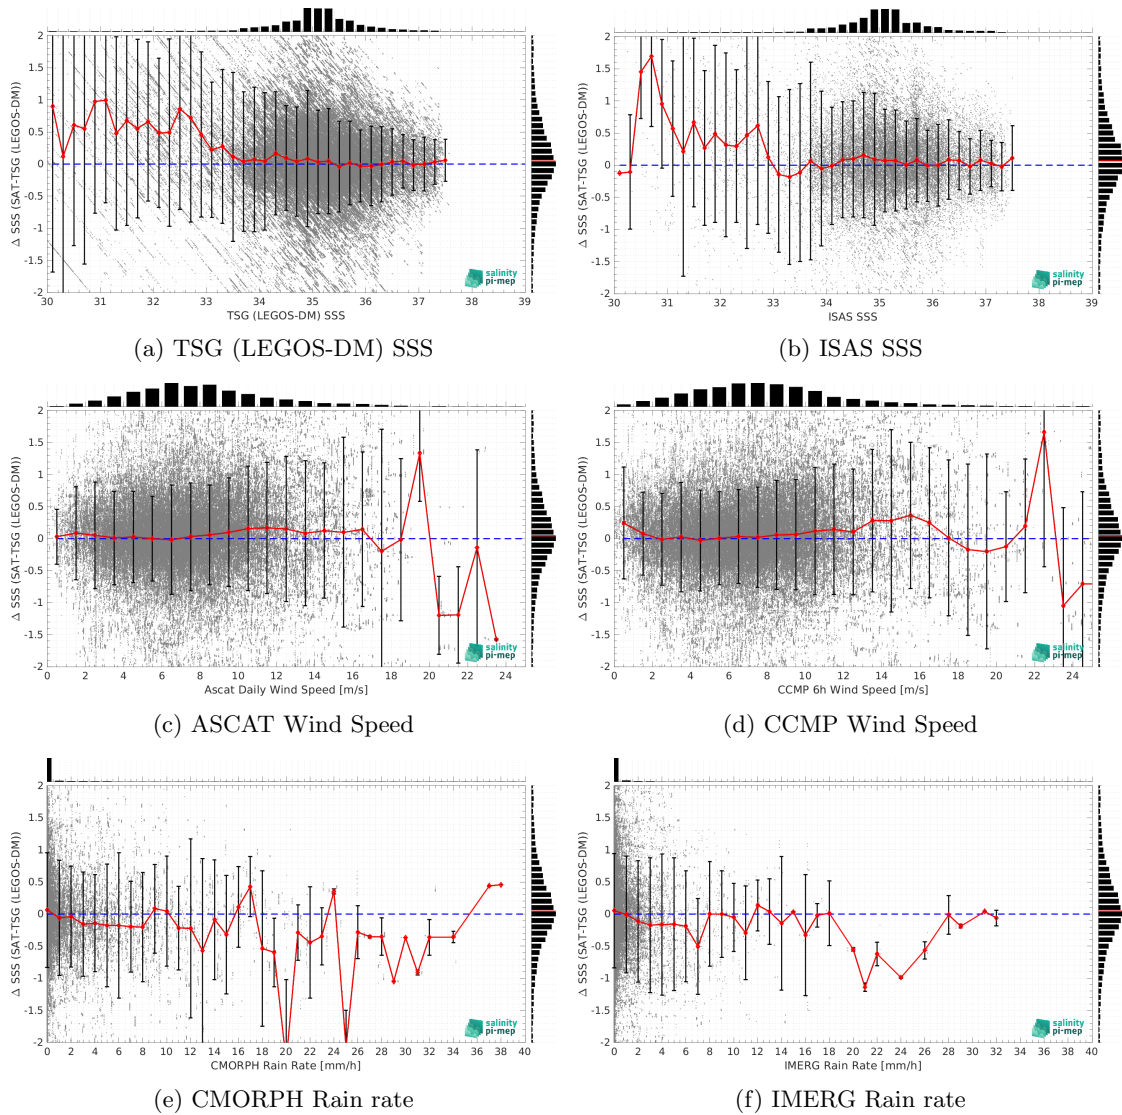 2
1.5
1
0.5
0
-0.5
-1
-1.5
-2
Δ SSS (SAT-TSG (LEGOS-DM))
30 31 32 33 34 35 36 37 38 39
TSG (LEGOS-DM) SSS
salinity
pi-mep
(a) TSG (LEGOS-DM) SSS
2
1.5
1
0.5
0
-0.5
-1
-1.5
-2
Δ SSS (SAT-TSG (LEGOS-DM))
30 31 32 33 34 35 36 37 38 39
ISAS SSS
salinity
pi-mep
(b) ISAS SSS
2
1.5
1
0.5
0
-0.5
-1
-1.5
-2
Δ SSS (SAT-TSG (LEGOS-DM))
0 2 4 6 8 10 12 14 16 18 20 22 24
Ascat Daily Wind Speed [m/s]
salinity
pi-mep
(c) ASCAT Wind Speed
2
1.5
1
0.5
0
-0.5
-1
-1.5
-2
Δ SSS (SAT-TSG (LEGOS-DM))
0 2 4 6 8 10 12 14 16 18 20 22 24
CCMP 6h Wind Speed [m/s]
salinity
pi-mep
(d) CCMP Wind Speed
2
1.5
1
0.5
0
-0.5
-1
-1.5
-2
Δ SSS (SAT-TSG (LEGOS-DM))
0 2 4 6 8 10 12 14 16 18 20 22 24 26 28 30 32 34 36 38 40
CMORPH Rain Rate [mm/h]
salinity
pi-mep
(e) CMORPH Rain rate
2
1.5
1
0.5
0
-0.5
-1
-1.5
-2
Δ SSS (SAT-TSG (LEGOS-DM))
0 2 4 6 8 10 12 14 16 18 20 22 24 26 28 30 32 34 36 38 40
IMERG Rain Rate [mm/h]
salinity
pi-mep
(f) IMERG Rain rate